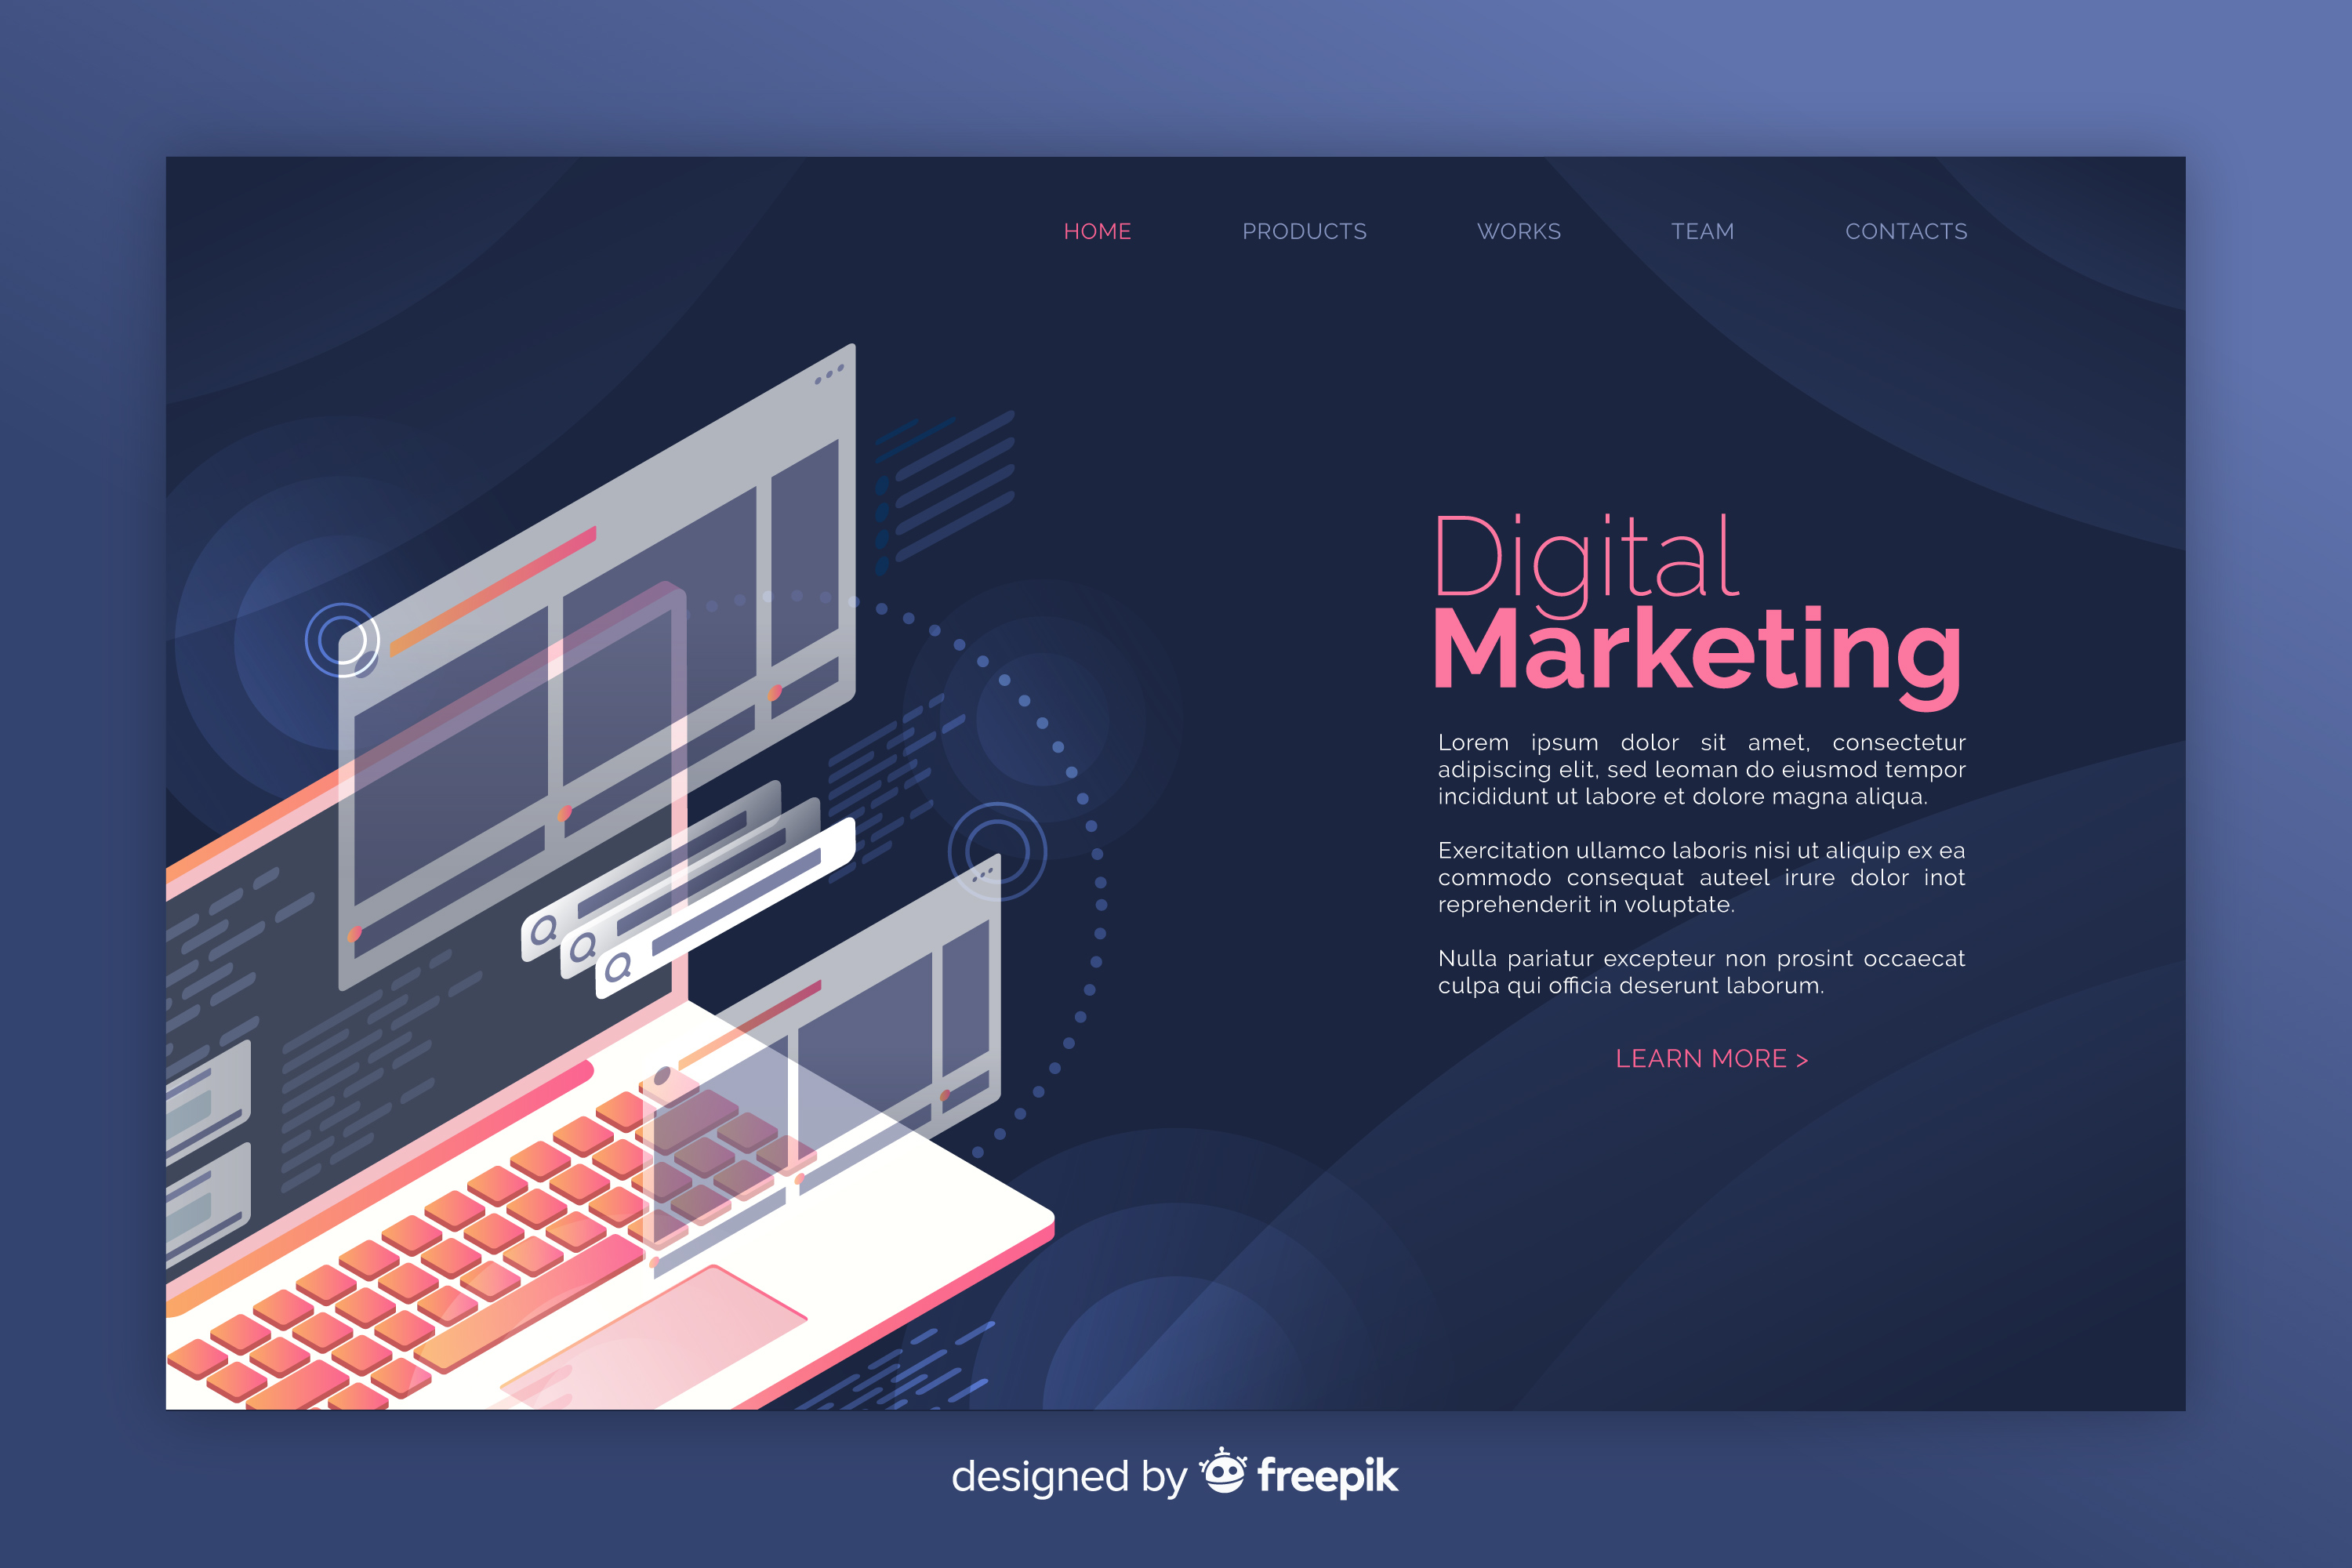 HOME PRODUCTS WORKS TEAM CONTACTS
Digital
Marketing
Lorem ipsum dolor sit amet, consectetur
adipiscing elit, sed leoman do eiusmod tempor
incididunt ut labore et dolore magna aliqua.
Exercitation ullamco laboris nisi ut aliquip ex ea
commodo consequat auteel irure dolor inot
reprehenderit in voluptate.
Nulla pariatur excepteur non prosint occaecat
culpa qui officia deserunt laborum.
LEARN MORE >
designed by freepik